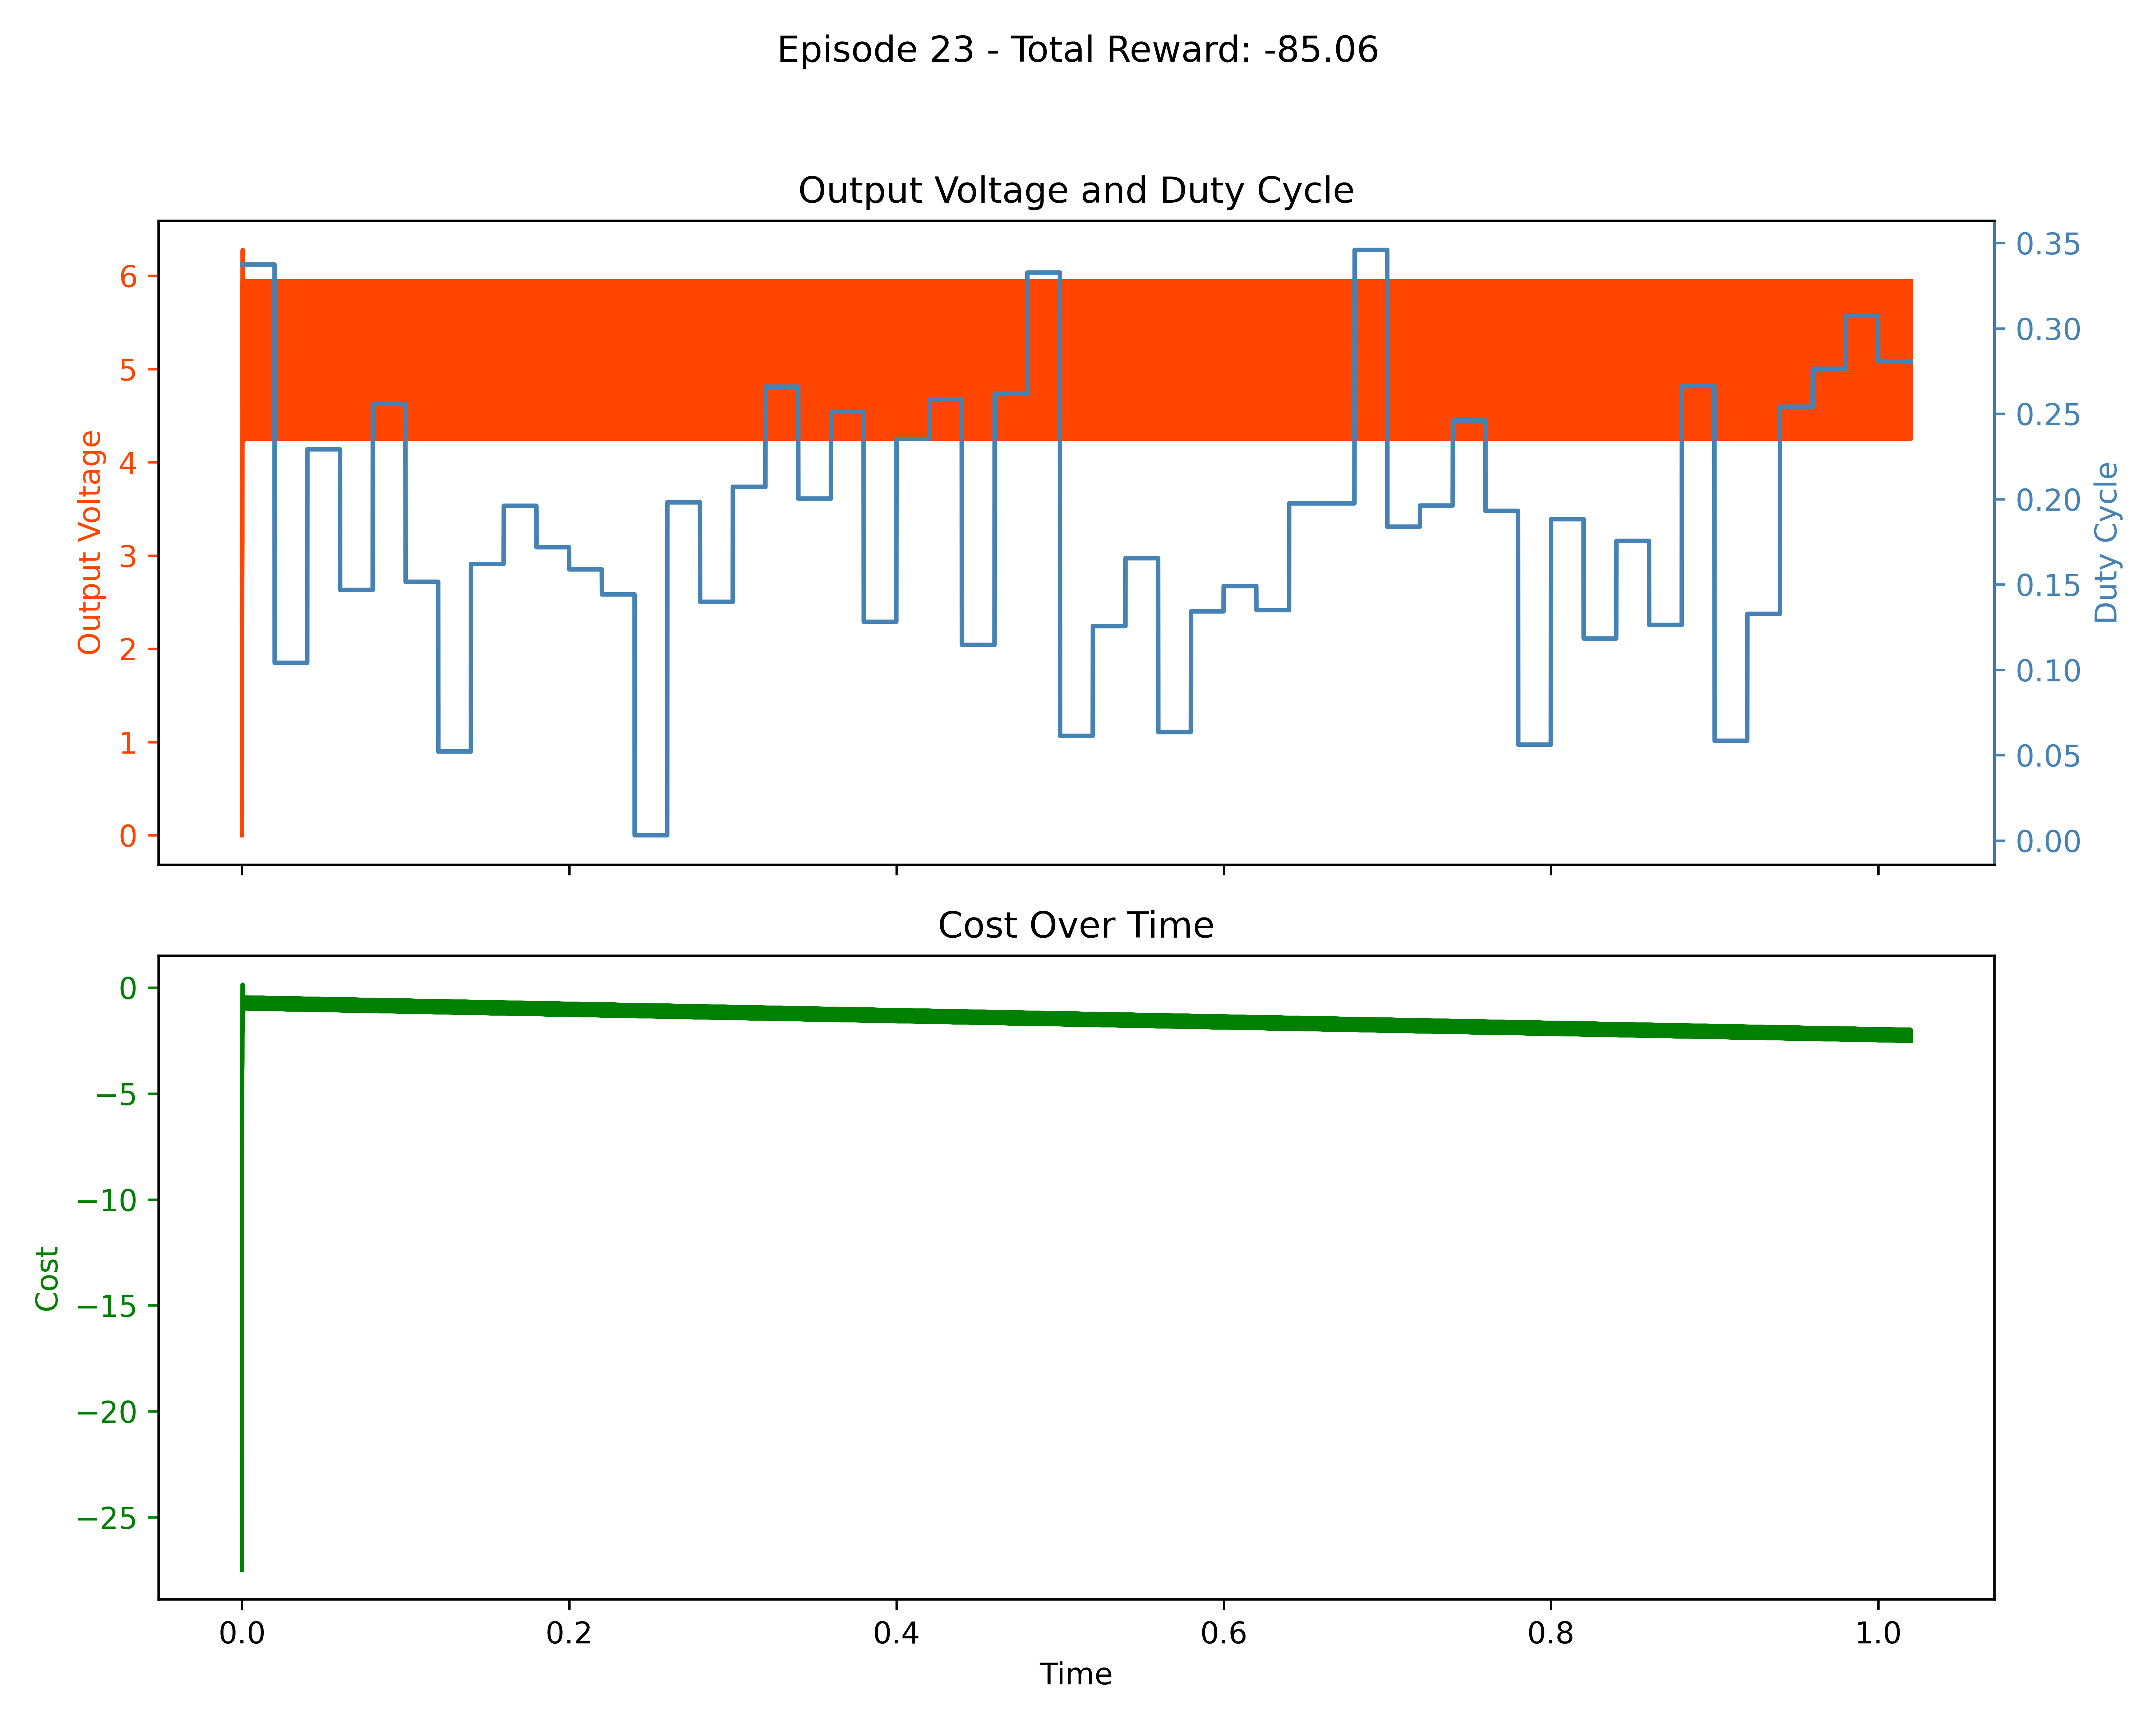 Episode 23 - Total Reward: -85.06
Output Voltage and Duty Cycle
Output Voltage
6
5
4
3
2
1
0
0.35
0.30
0.25
0.20
0.15
0.10
0.05
0.00
Duty Cycle
Cost Over Time
Cost
0
−5
−10
−15
−20
−25
0.0 0.2 0.4 0.6 0.8 1.0
Time